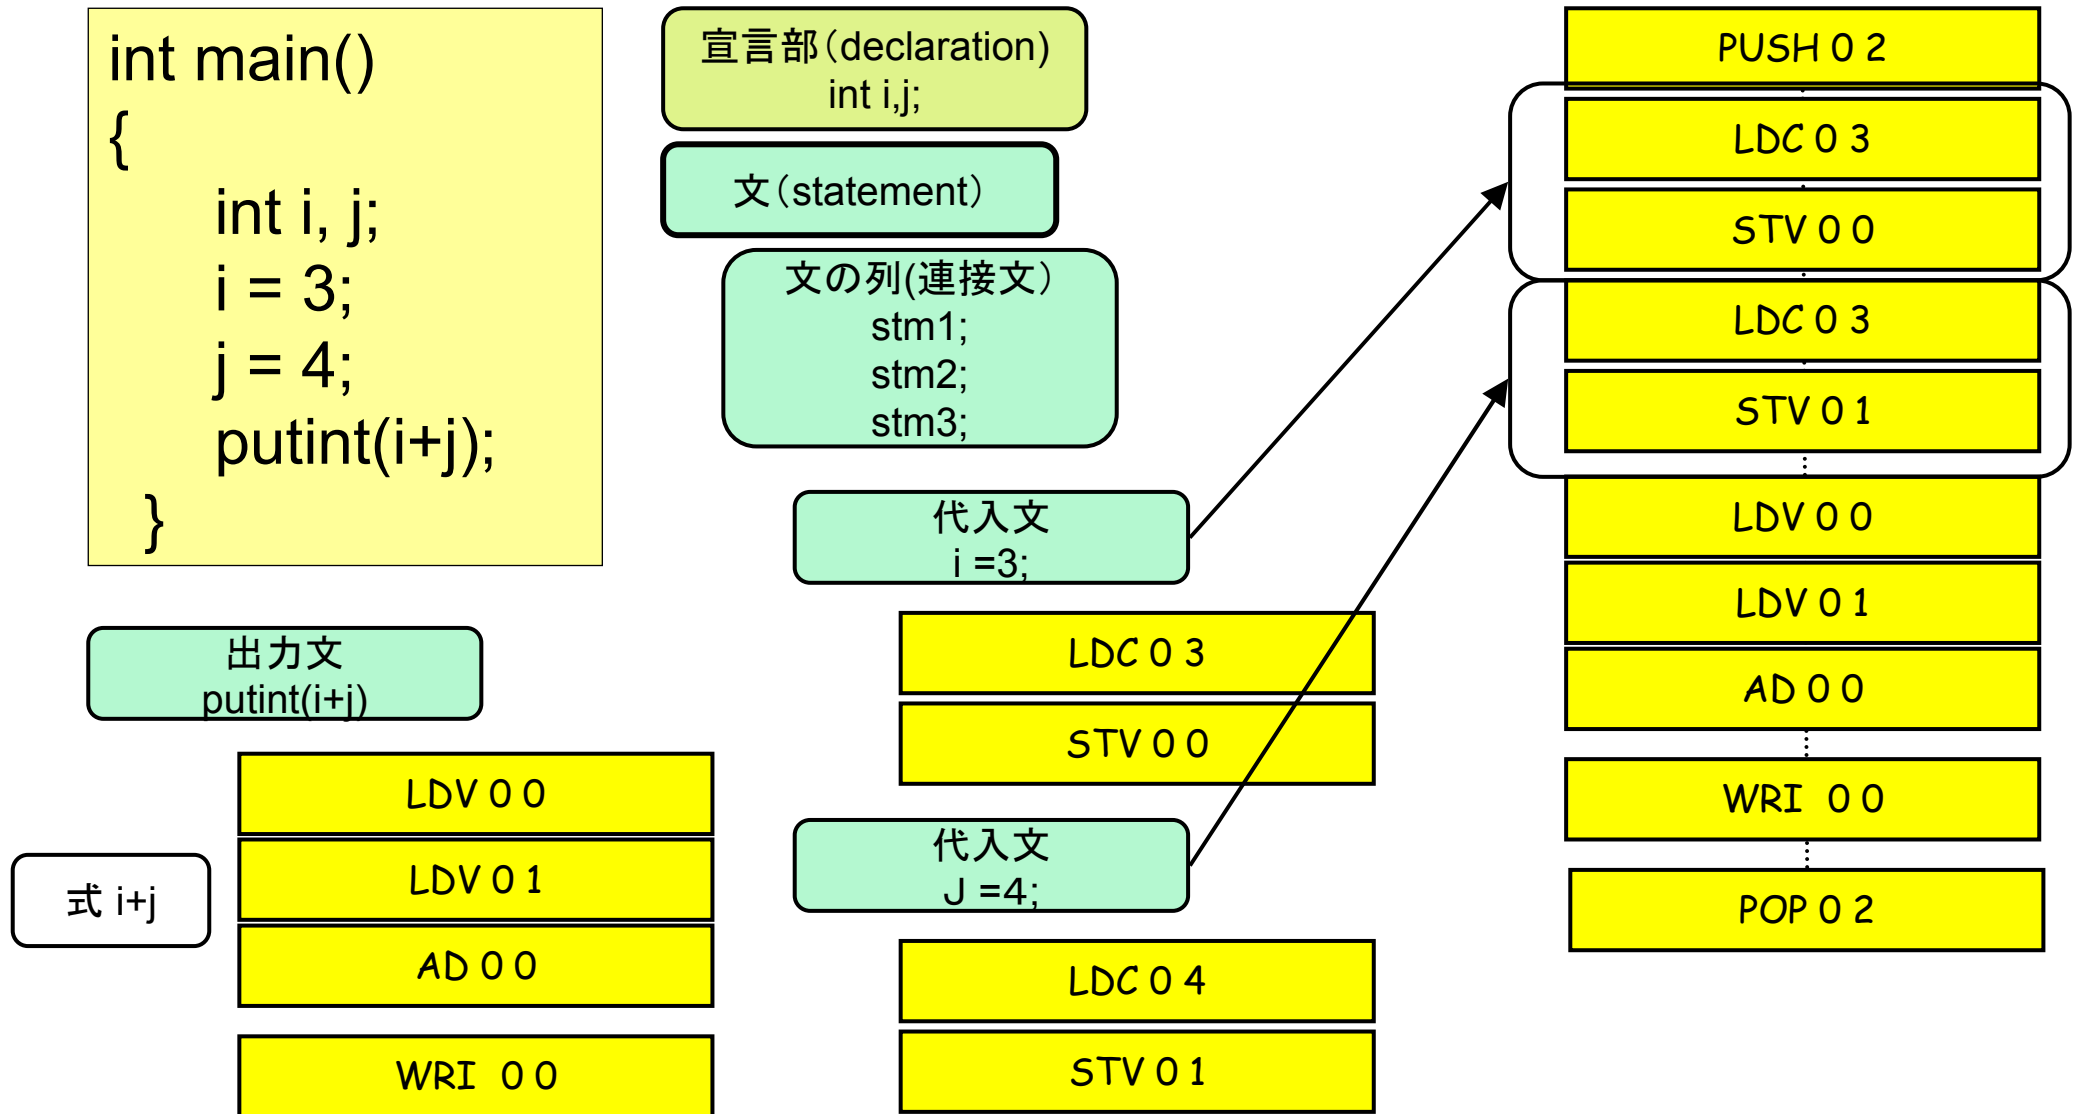 int main()
{
int i, j;
i = 3;
j = 4;
putint(i+j);
}
宣言部(declaration)
int i,j;
文(statement)
文の列(連接文)
stm1;
stm2;
stm3;
代入文
i =3;
LDC 0 3
STV 0 0
代入文
J =4;
LDC 0 4
STV 0 1
出力文
putint(i+j)
式 i+j
LDV 0 0
LDV 0 1
AD 0 0
WRI 0 0
PUSH 0 2
LDC 0 3
STV 0 0
LDC 0 3
STV 0 1
LDV 0 0
LDV 0 1
AD 0 0
WRI 0 0
POP 0 2